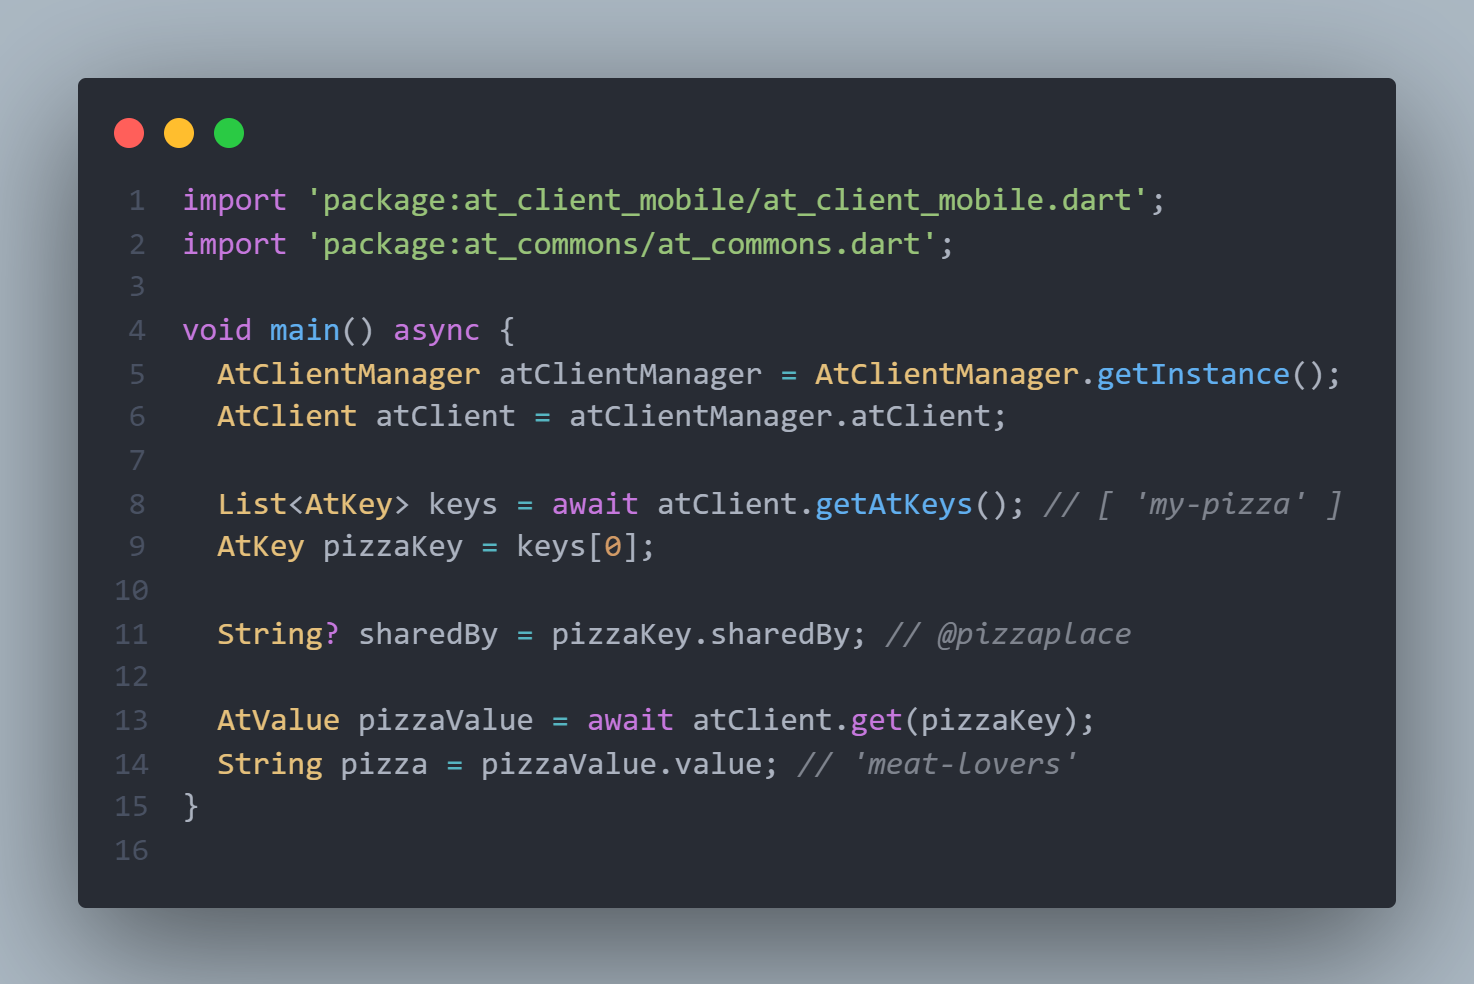 1 import 'package:at_client_mobile/at_client_mobile.dart';
2 import 'package:at_commons/at_commons.dart';
3
4 void main() async {
5   AtClientManager atClientManager = AtClientManager.getInstance();
6   AtClient atClient = atClientManager.atClient;
7
8   List<AtKey> keys = await atClient.getAtKeys(); // [ 'my-pizza' ]
9   AtKey pizzaKey = keys[0];
10
11   String? sharedBy = pizzaKey.sharedBy; // @pizzaplace
12
13   AtValue pizzaValue = await atClient.get(pizzaKey);
14   String pizza = pizzaValue.value; // 'meat-lovers'
15 }
16